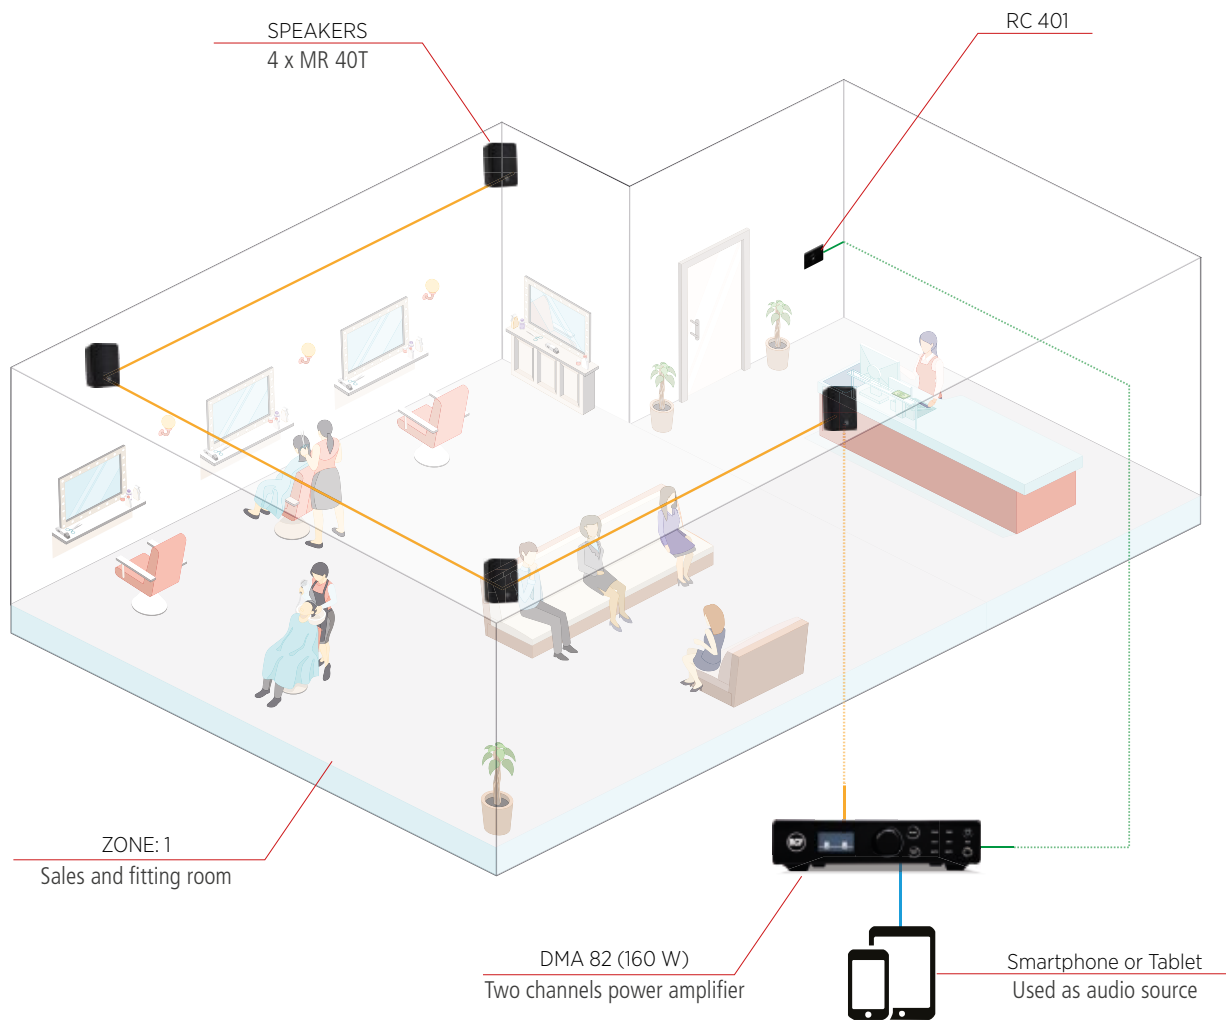 SPEAKERS
4 x MR 40T
RC 401
ZONE: 1
Sales and fitting room
DMA 82 (160 W)
Two channels power amplifier
Smartphone or Tablet
Used as audio source